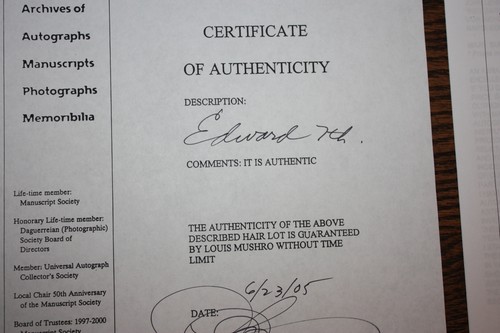 Archives of
Autographs
Manuscripts
Photographs
Memoribilia
CERTIFICATE
OF AUTHENTICITY
DESCRIPTION:
Edward
COMMENTS: IT IS AUTHENTIC
Life-time member:
Manuscript Society
Honorary Life-time member:
Daguerreian (Photographic)
Society Board of
Directors
Member: Universal Autograph
Collector's Society
Local Chair 50th Anniversary
of the Manuscript Society
Board of Trustees: 1997-2000
Manuscript Society
THE AUTHENTICITY OF THE ABOVE
DESCRIBED HAIR LOT IS GUARANTEED
BY LOUIS MUSHRO WITHOUT TIME
LIMIT
DATE: 6/23/05